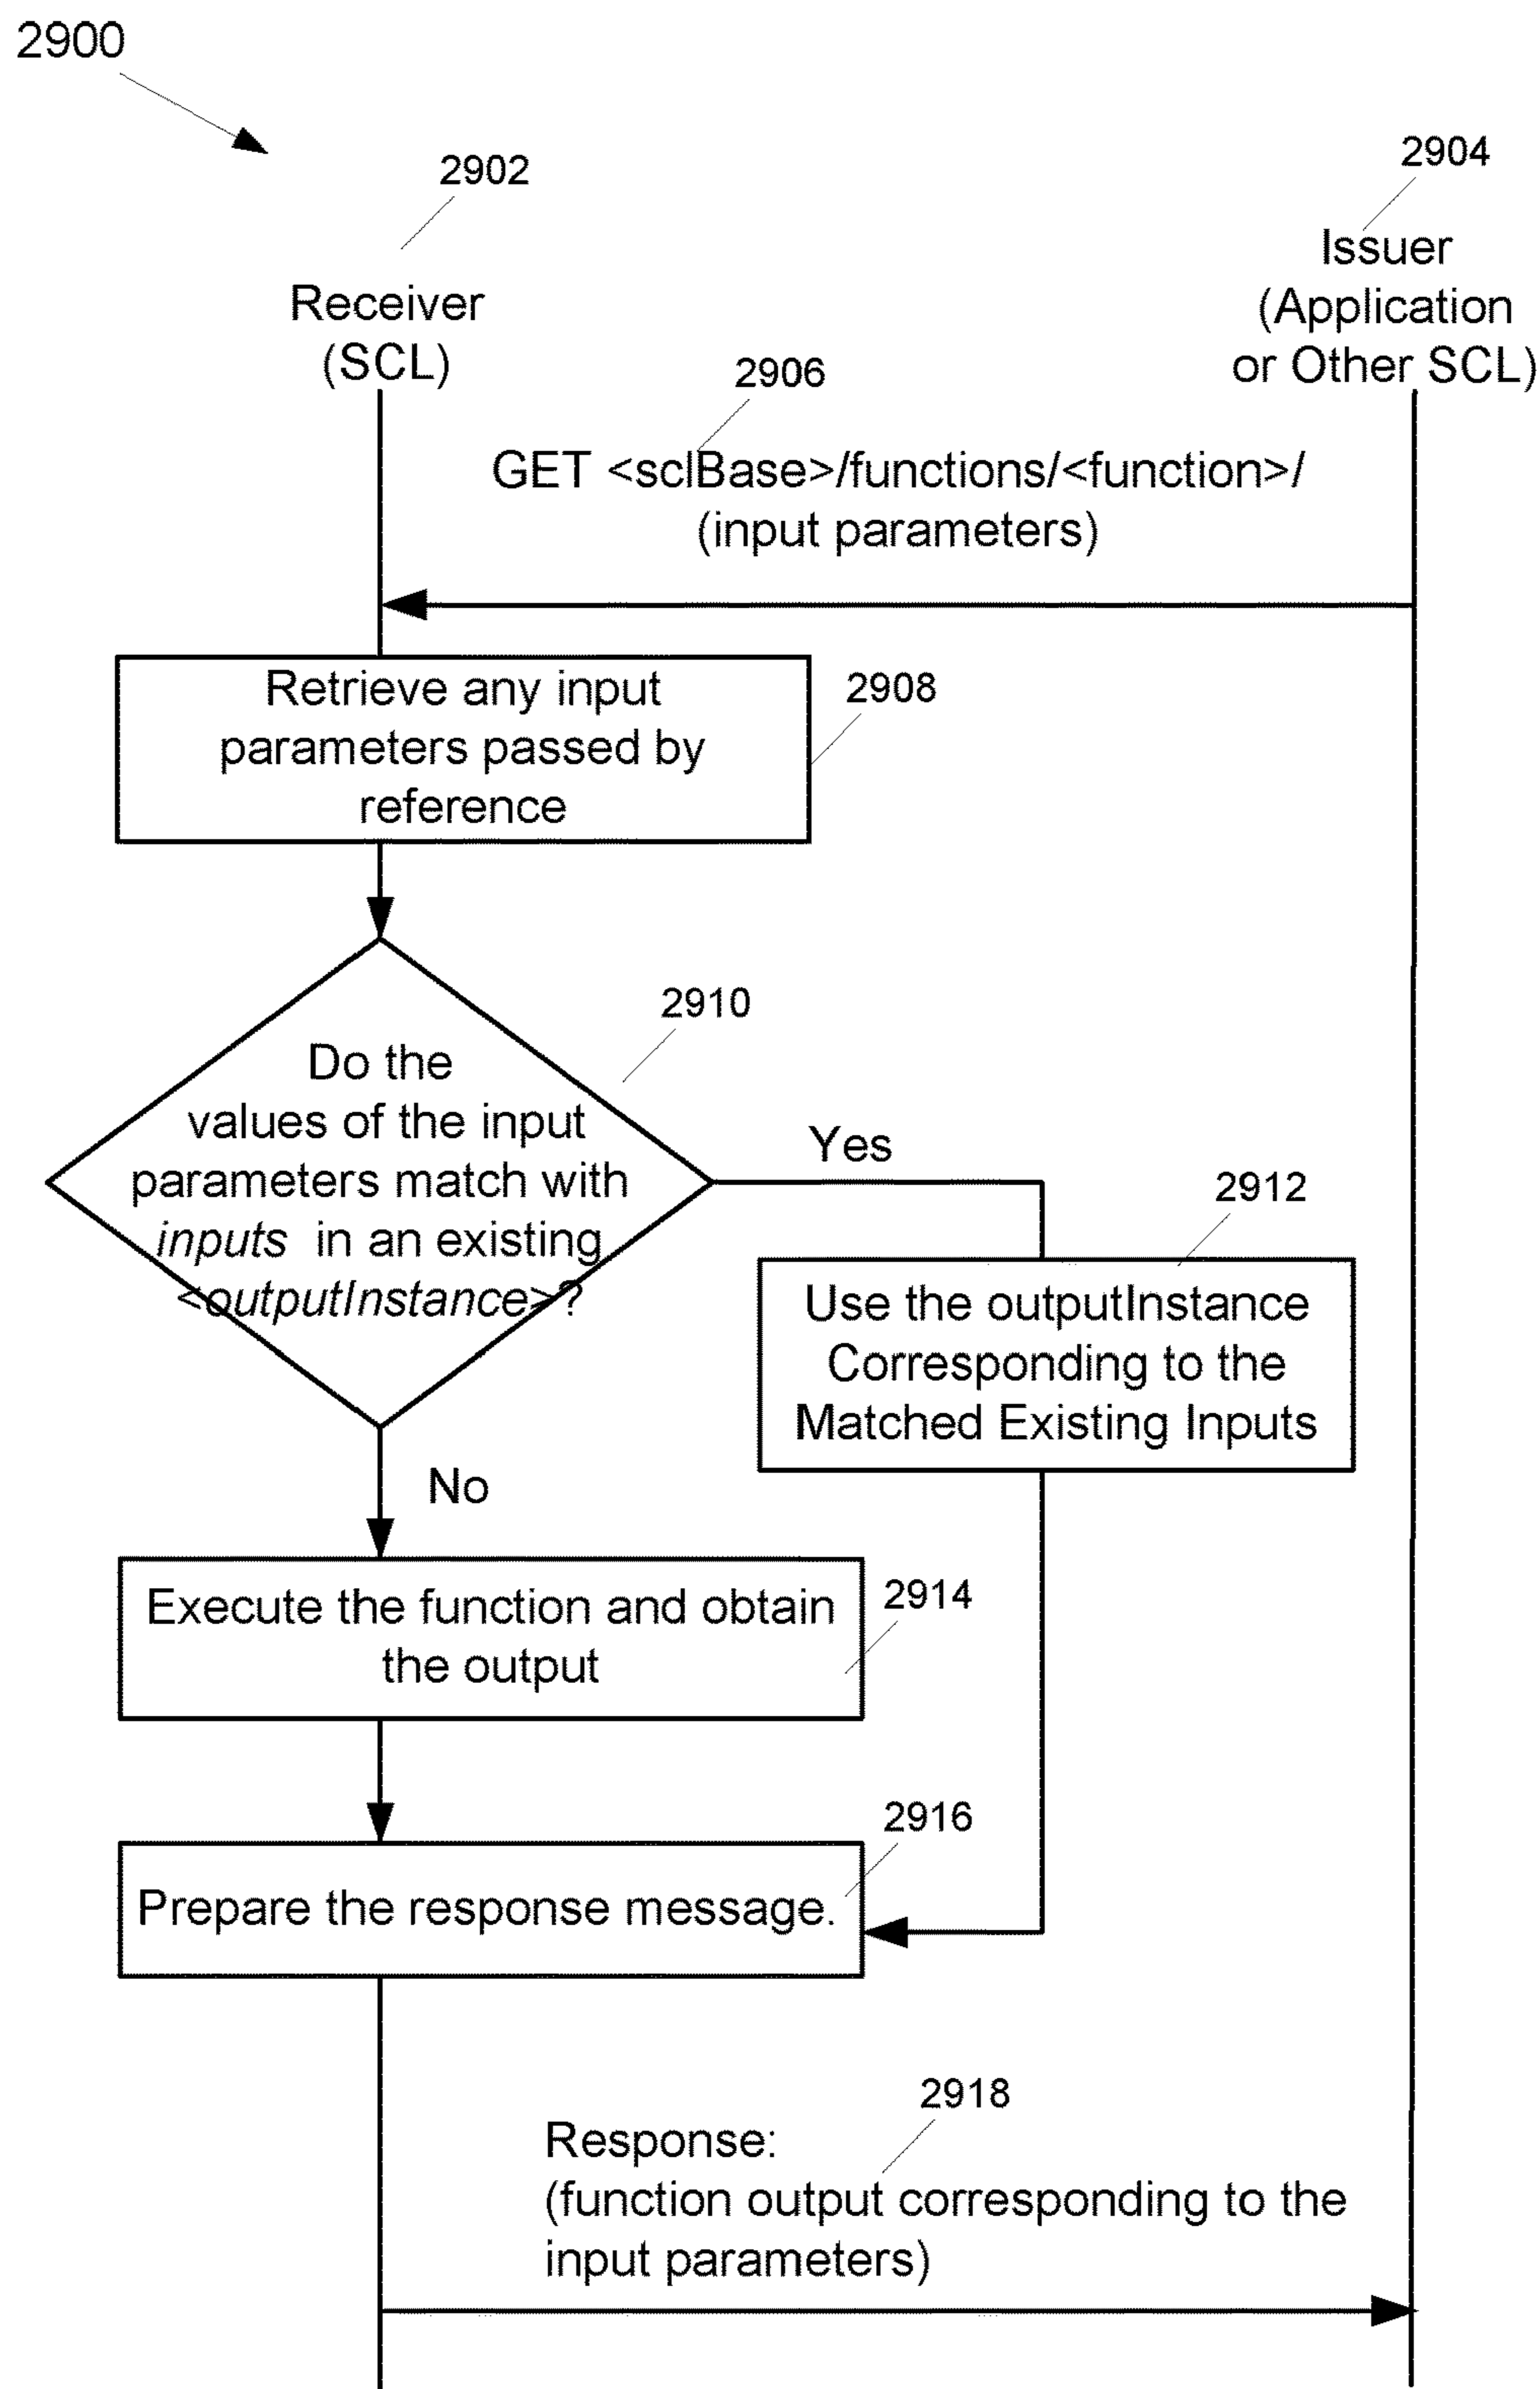 2900
2902
2904
Receiver
(SCL)
Issuer
(Application
or Other SCL)
2906
GET <sclBase>/functions/<function>/
(input parameters)
Retrieve any input
parameters passed by
reference
2908
2910
Do the
values of the input
parameters match with
inputs in an existing
<outputInstance>?
Yes
2912
Use the outputInstance
Corresponding to the
Matched Existing Inputs
No
Execute the function and obtain
the output
2914
2916
Prepare the response message.
2918
Response:
(function output corresponding to the
input parameters)